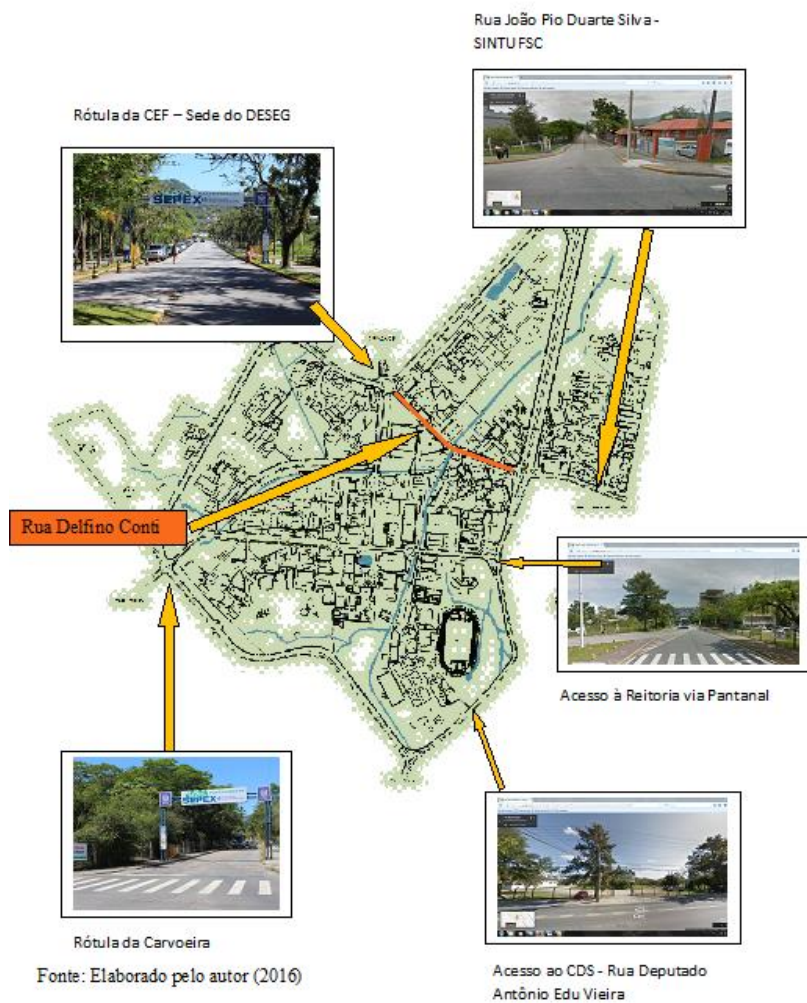 Rua João Pio Duarte Silva -
SINTUFSC
Rótula da CEF – Sede do DESEG
SEPEX
Rua Delfino Conti
Acesso à Reitoria via Pantanal
SEPEX
Rótula da Carvoeira
Fonte: Elaborado pelo autor (2016)
Acesso ao CDS - Rua Deputado
Antônio Edu Vieira